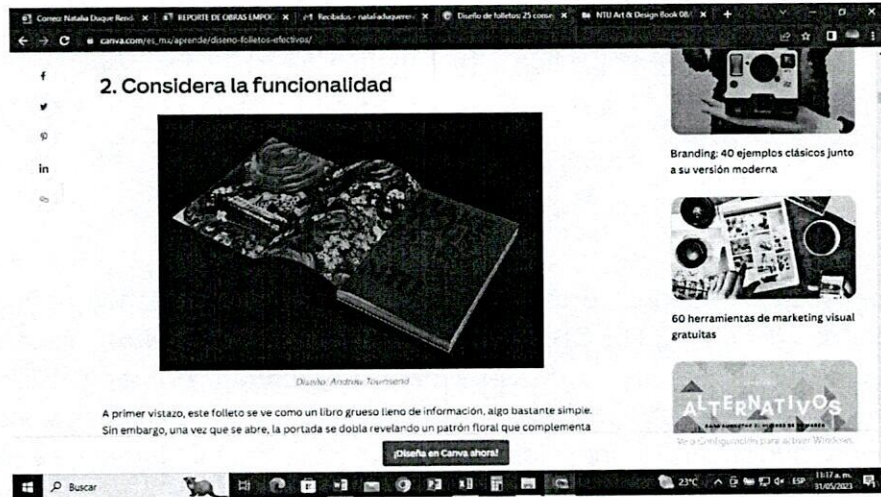 Correo: Natalia Duque Rend
REPORTE DE OBRAS EMPOC
Recibidos - nataliaduquere
Diseño de folletos: 25 conse
NTU Art & Design Book 08/
canva.com/es_mx/aprende/diseno-folletos-efectivos/
2. Considera la funcionalidad
Diseño: Andrew Townsend
A primer vistazo, este folleto se ve como un libro grueso lleno de información, algo bastante simple.
Sin embargo, una vez que se abre, la portada se dobla revelando un patrón floral que complementa
¡Diseña en Canva ahora!
Branding: 40 ejemplos clásicos junto
a su versión moderna
60 herramientas de marketing visual
gratuitas
ALTERNATIVOS
Ve a Configuración para activar Windows.
Buscar
23°C
ESP
11:17 a. m.
31/05/2023